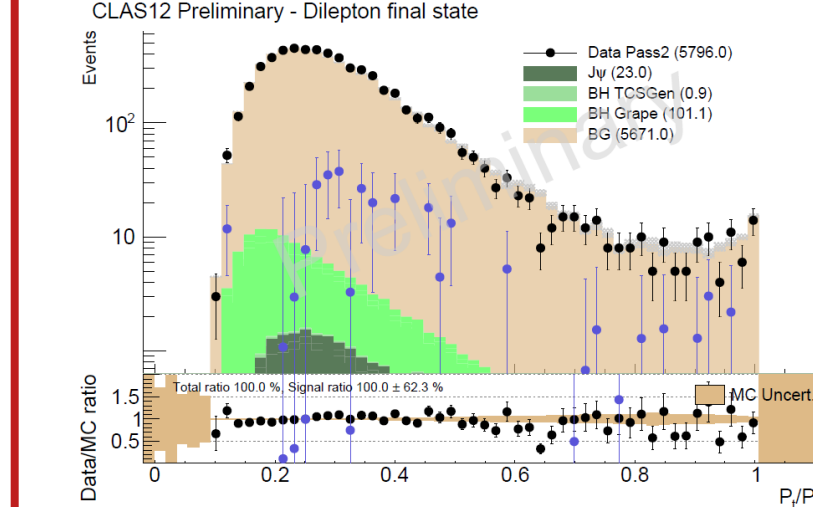 CLAS12 Preliminary - Dilepton final state
Events
Data Pass2 (5796.0)
Jψ (23.0)
BH TCSGen (0.9)
BH Grape (101.1)
BG (5671.0)
10²
10
Preliminary
Total ratio 100.0 %, Signal ratio 100.0 ± 62.3 %
MC Uncert.
Data/MC ratio
1.5
1
0.5
0
0 0.2 0.4 0.6 0.8 1
Pt/P